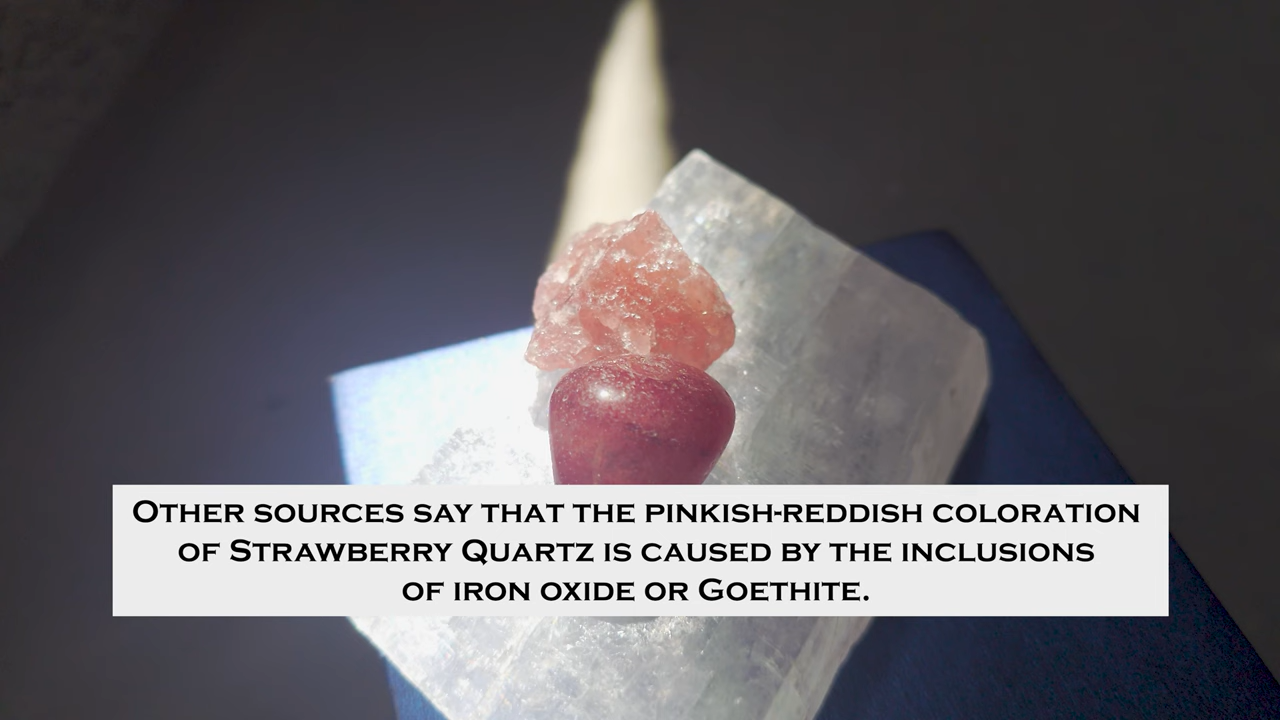 Other sources say that the pinkish-reddish coloration
of Strawberry Quartz is caused by the inclusions
of iron oxide or Goethite.